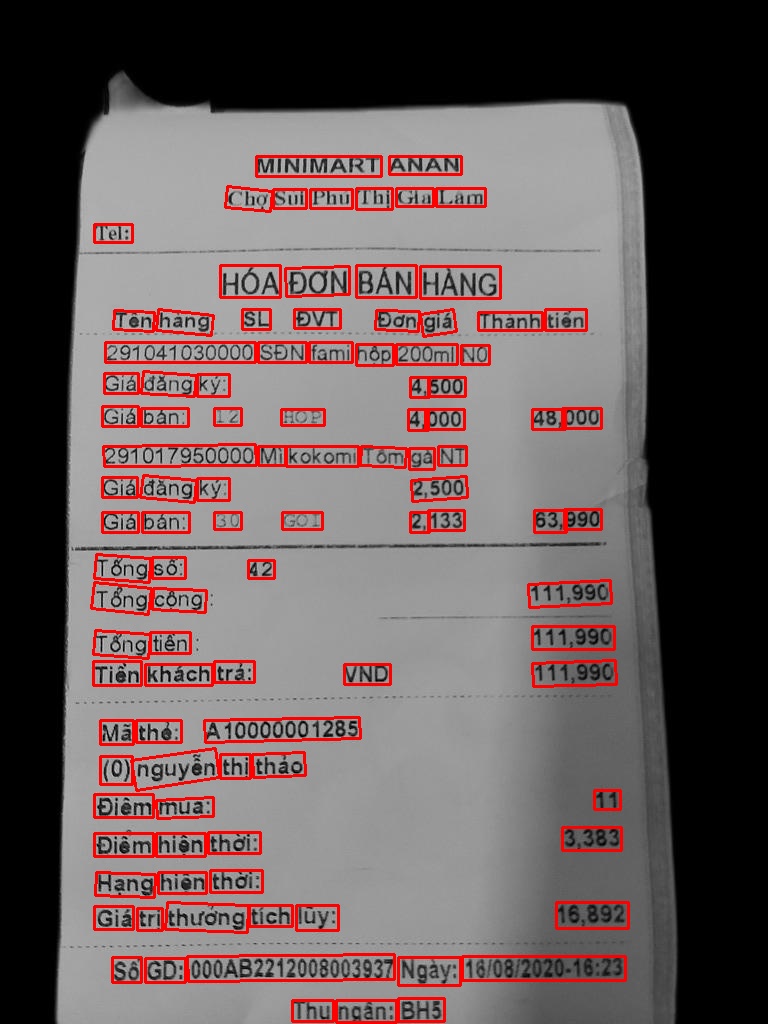 MINIMART ANAN
Chợ Sủi Phú Thị Gia Lâm
Tel:
HÓA ĐƠN BÁN HÀNG
Tên hàng SL ĐVT Đơn giá Thành tiền
291041030000 SĐN fami hộp 200ml N0
Giá đăng ký: 4,500
Giá bán: 12 HOP 4,000 48,000
291017950000 Mì kokomi Tôm gà NT
Giá đăng ký: 2,500
Giá bán: 30 GOI 2,133 63,990
Tổng số: 42
Tổng cộng : 111,990
Tổng tiền : 111,990
Tiền khách trả: VND 111,990
Mã thẻ: A10000001285
(0) nguyễn thị thảo
Điểm mua: 11
Điểm hiện thời: 3,383
Hạng hiện thời:
Giá trị thưởng tích lũy: 16,892
Số GD: 000AB2212008003937 Ngày: 16/08/2020-16:23
Thu ngân: BH5